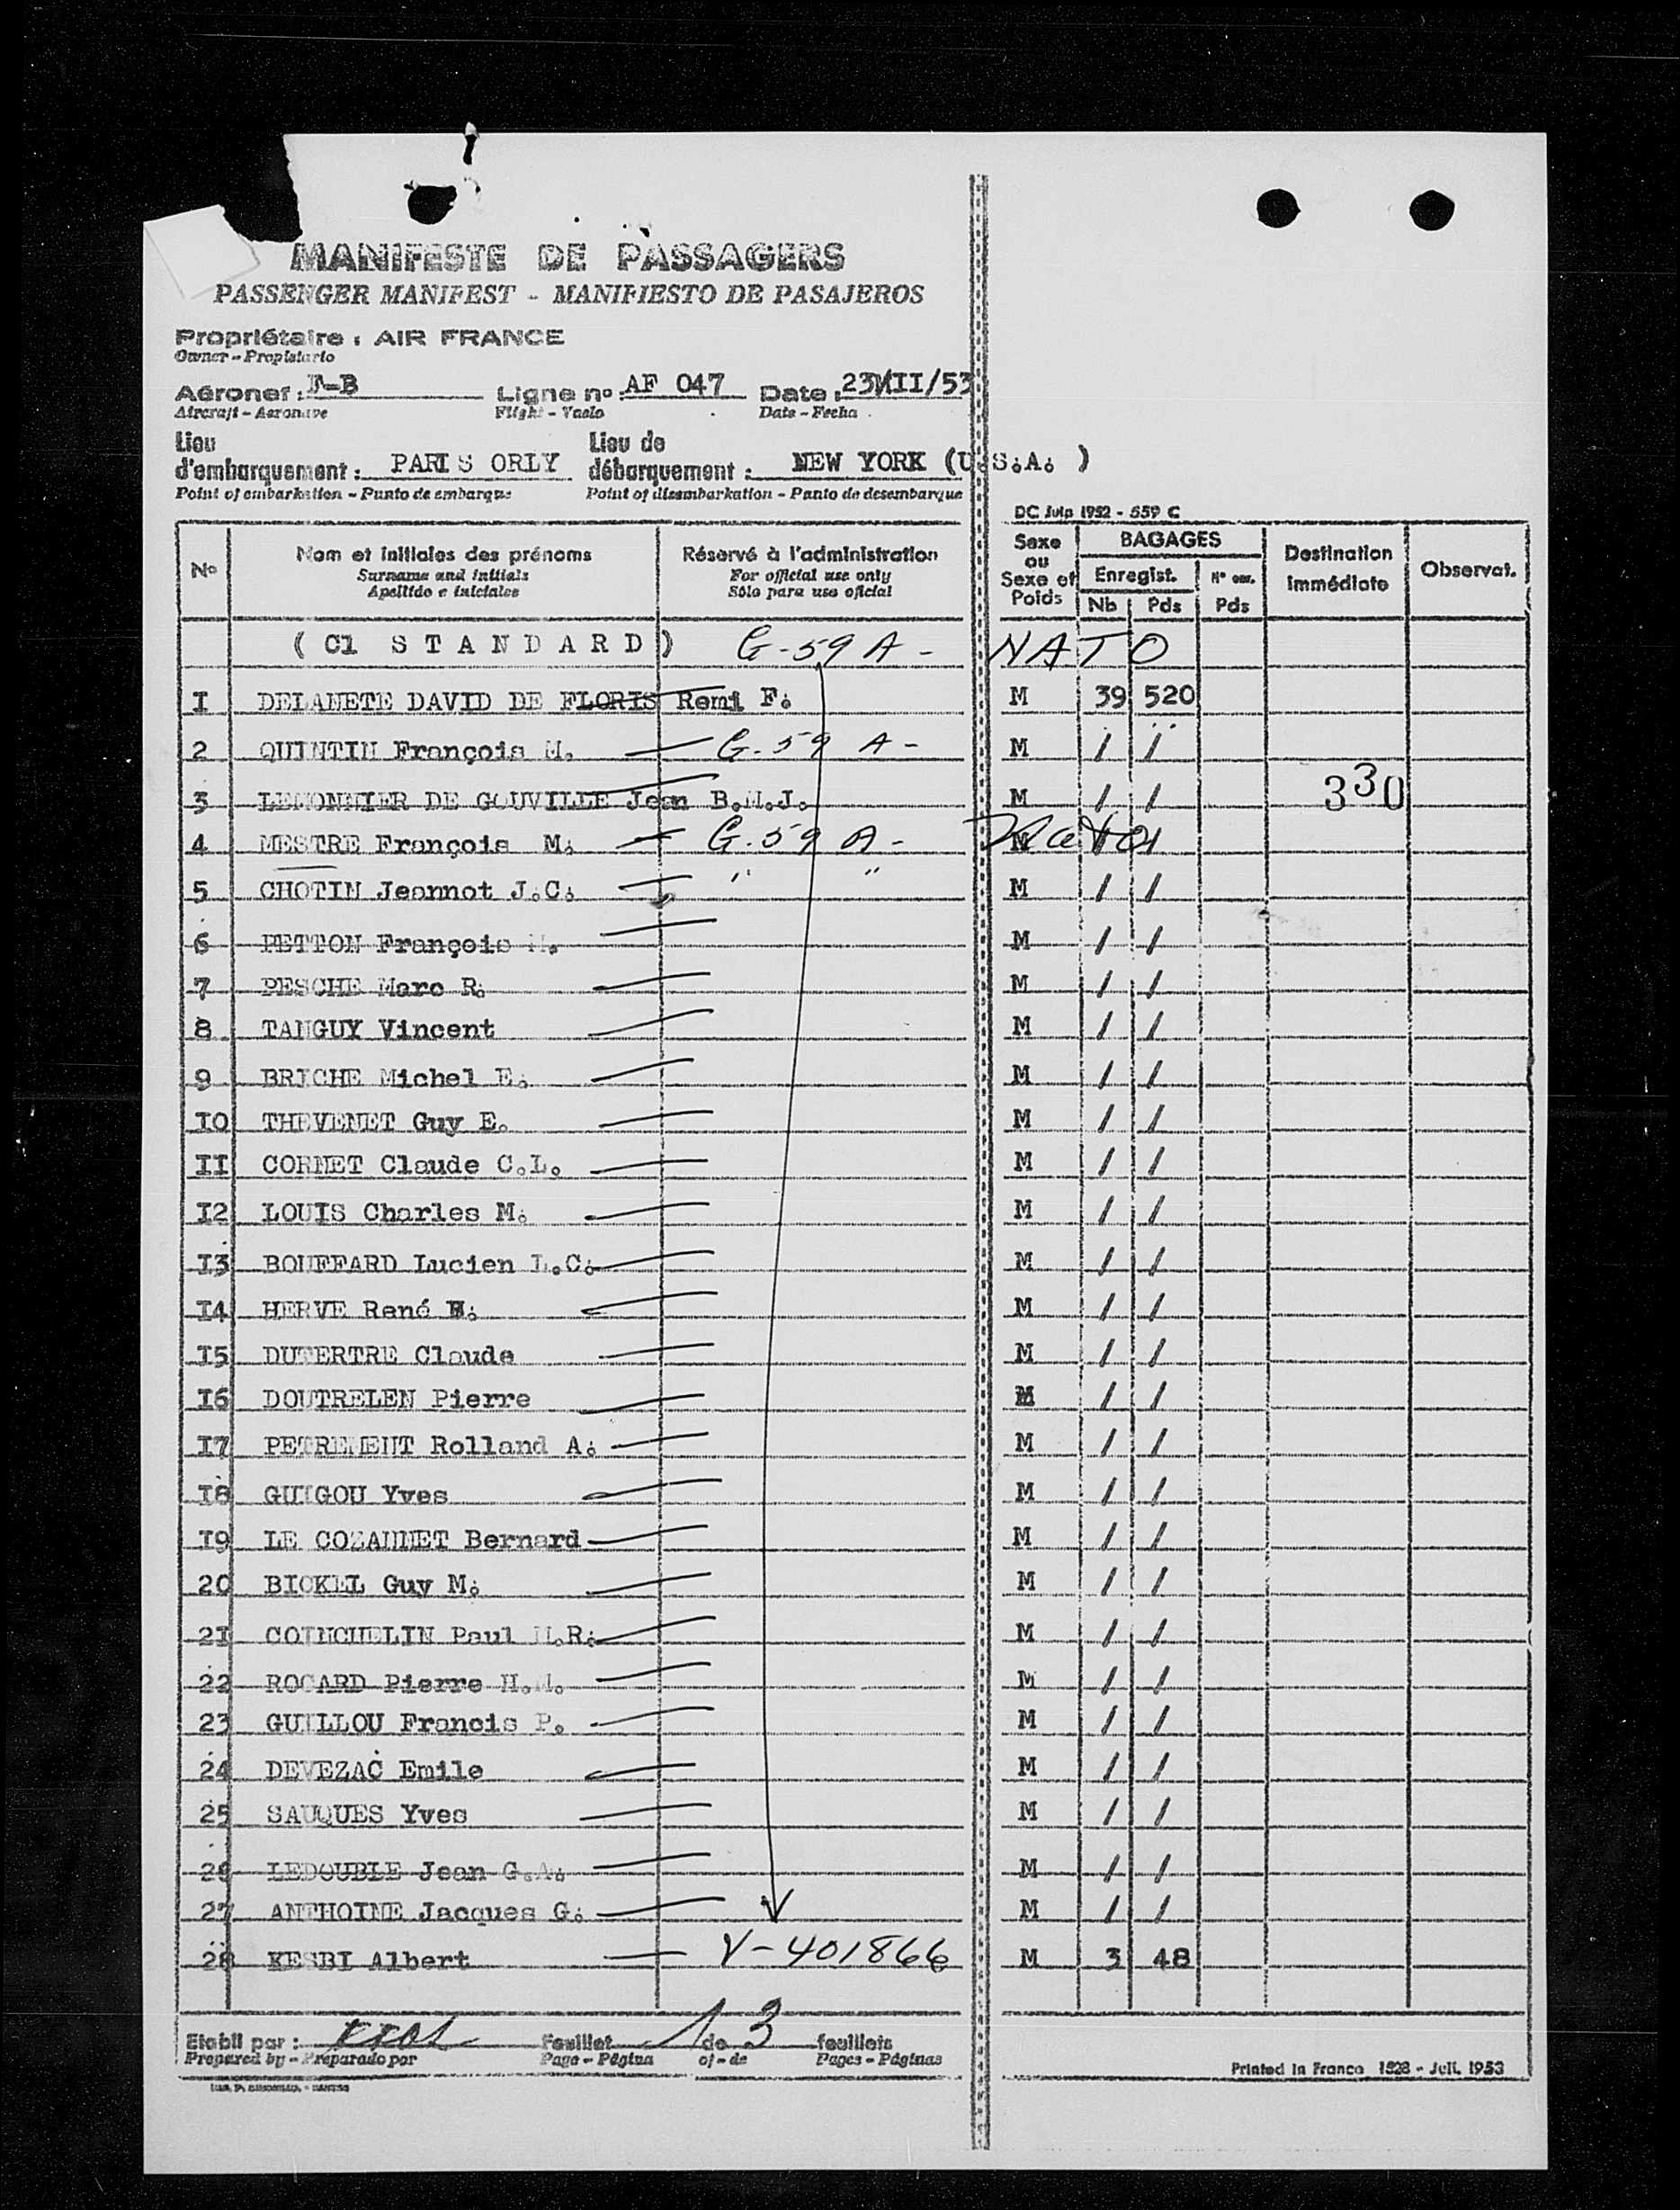 MANIFESTE DE PASSAGERS
PASSENGER MANIFEST - MANIFIESTO DE PASAJEROS
Propriétaire : AIR FRANCE
Owner - Propietario
Aéronef : F-B Ligne nº : AF 047 Date : 23/XII/53
Aircraft - Aeronave Flight - Vuelo Date - Fecha
Lieu d'embarquement : PARIS ORLY Lieu de débarquement : NEW YORK (U.S.A. )
Point of embarkation - Punto de embarque Point of disembarkation - Punto de desembarque
DC Juin 1952 - 559 C
Nº Nom et initiales des prénoms Réservé à l'administration Sexe ou Sexe et Poids BAGAGES Destination immédiate Observat.
Surname and initials For official use only Enregist.
Apellido e iniciales Sólo para uso oficial Nb Pds Pds
( Cl S T A N D A R D ) G-59 A - NATO
I DELANETE DAVID DE FLORIS Remi F. M 39 520
2 QUINTIN François M. G-59 A - M / /
3 LEMONNIER DE GOUVILLE Jean B.M.J. M / / 330
4 MESTRE François M. G-59 A - Nato M / /
5 CHOTIN Jeannot J.C. " " M / /
6 PETTON François M / /
7 PESCHE Marc R. M / /
8 TANGUY Vincent M / /
9 BRICHE Michel E. M / /
IO THEVENET Guy E. M / /
II CORNET Claude C.L. M / /
I2 LOUIS Charles M. M / /
I3 BOUFFARD Lucien L.C. M / /
I4 HERVE René M / /
I5 DUTERTRE Claude M / /
I6 DOUTRELEN Pierre M / /
I7 PETREMENT Rolland A. M / /
I8 GUIGOU Yves M / /
I9 LE COZANNET Bernard M / /
20 BICKEL Guy M. M / /
2I COINCHELIN Paul M.R. M / /
22 ROCARD Pierre M / /
23 GUILLOU Francis P. M / /
24 DEVEZAC Emile M / /
25 SAUQUES Yves M / /
26 LEDOUBLE Jean G.A. M / /
27 ANTHOINE Jacques G. M / /
28 KESBI Albert V-401866 M 3 48
Etabli par : feuillet 1 de 3 feuillets
Prepared by - Preparado por Page - Página of - de Pages - Páginas
Printed in France 1528 - Juil. 1953